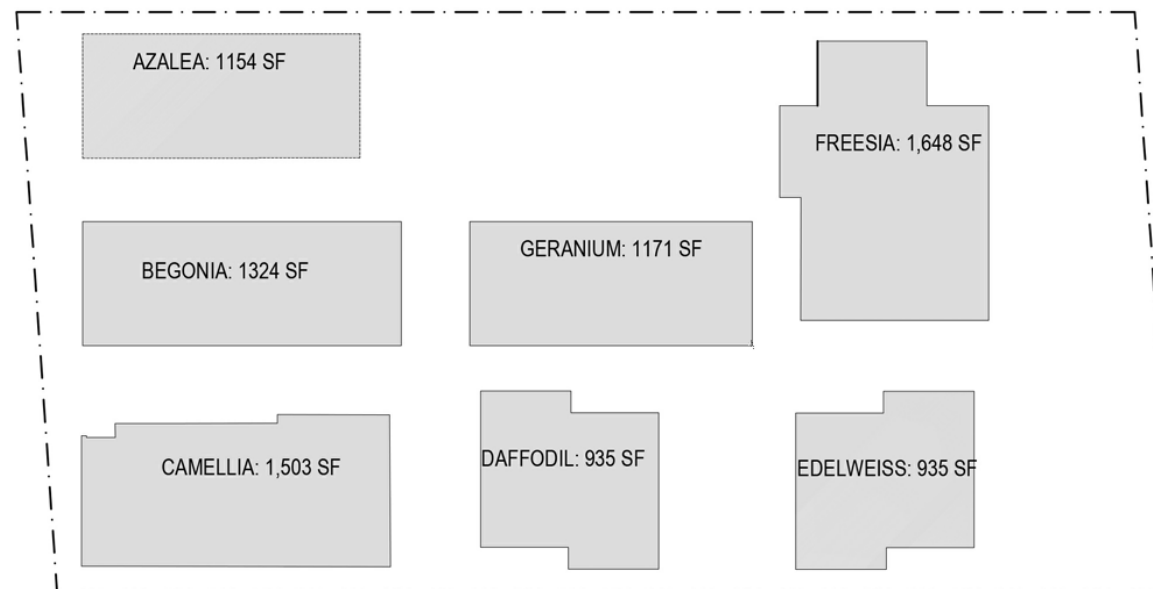 AZALEA: 1154 SF
FREESIA: 1,648 SF
BEGONIA: 1324 SF
GERANIUM: 1171 SF
CAMELLIA: 1,503 SF
DAFFODIL: 935 SF
EDELWEISS: 935 SF